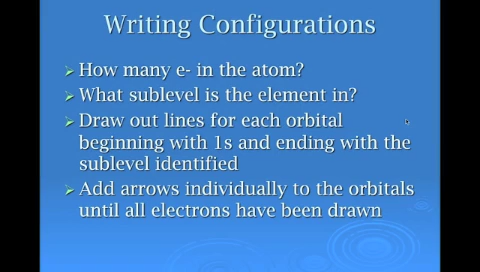 Writing Configurations
How many e- in the atom?
What sublevel is the element in?
Draw out lines for each orbital
beginning with 1s and ending with the
sublevel identified
Add arrows individually to the orbitals
until all electrons have been drawn